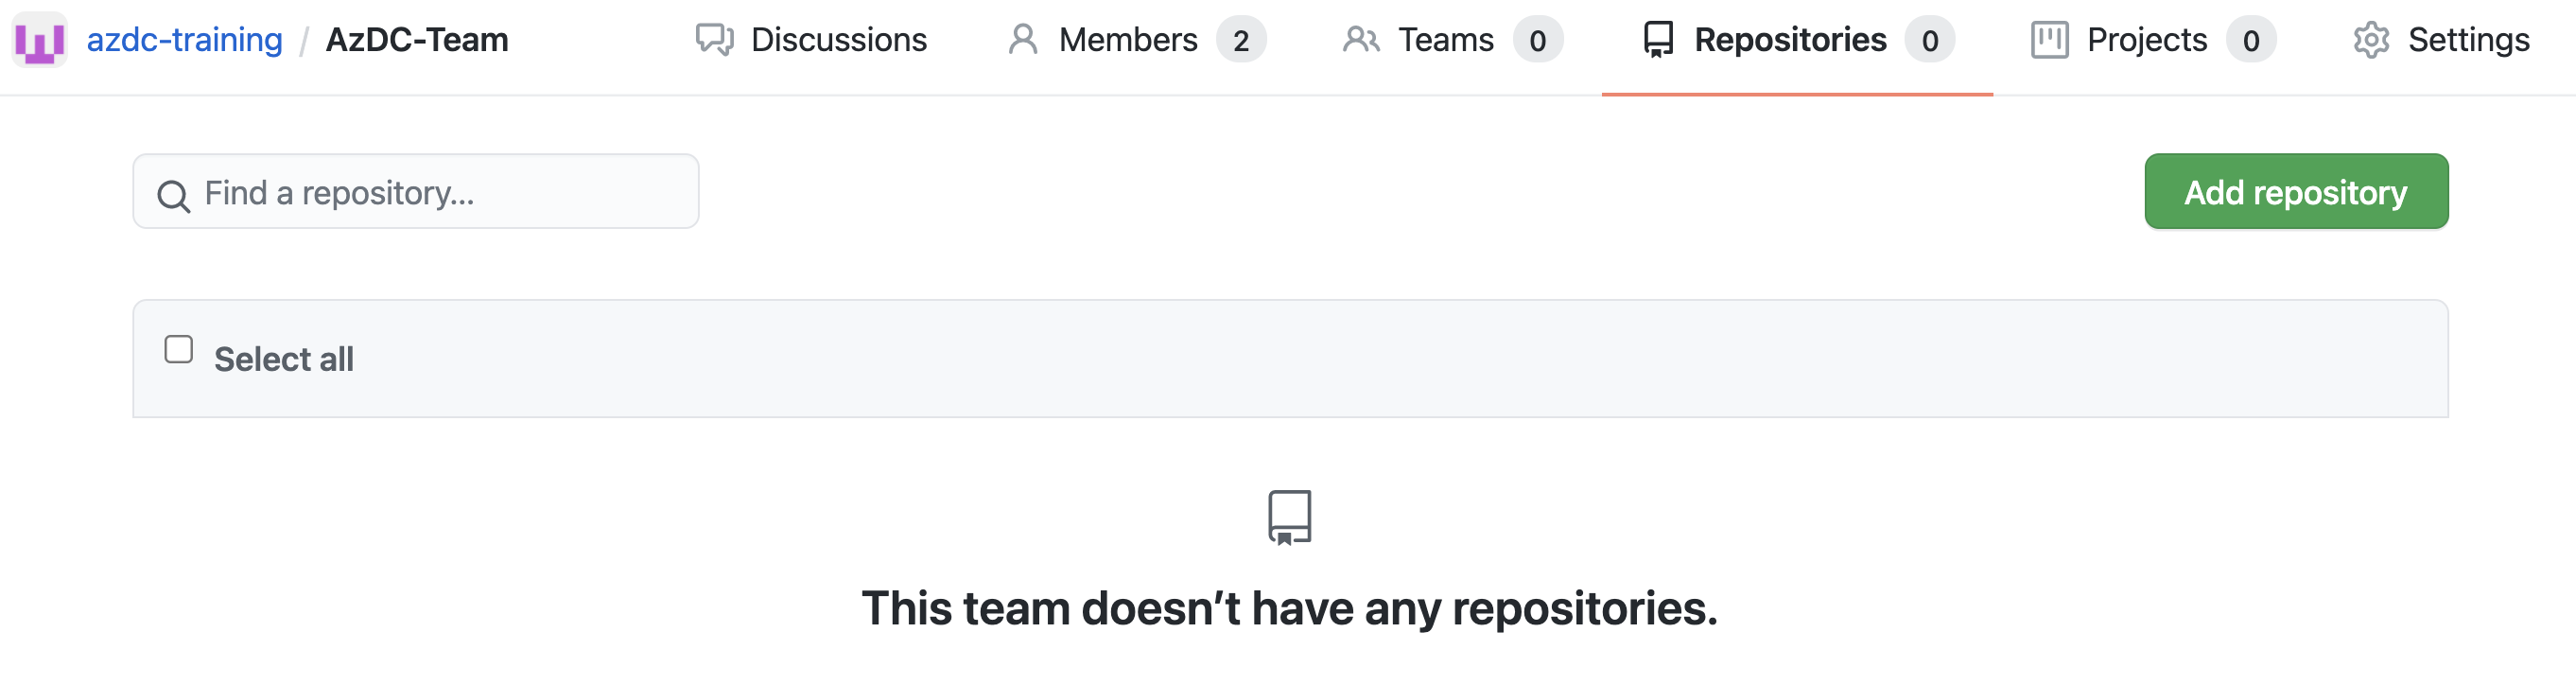 azdc-training / AzDC-Team Discussions Members 2 Teams 0 Repositories 0 Projects 0 Settings
Find a repository... Add repository
Select all
This team doesn’t have any repositories.